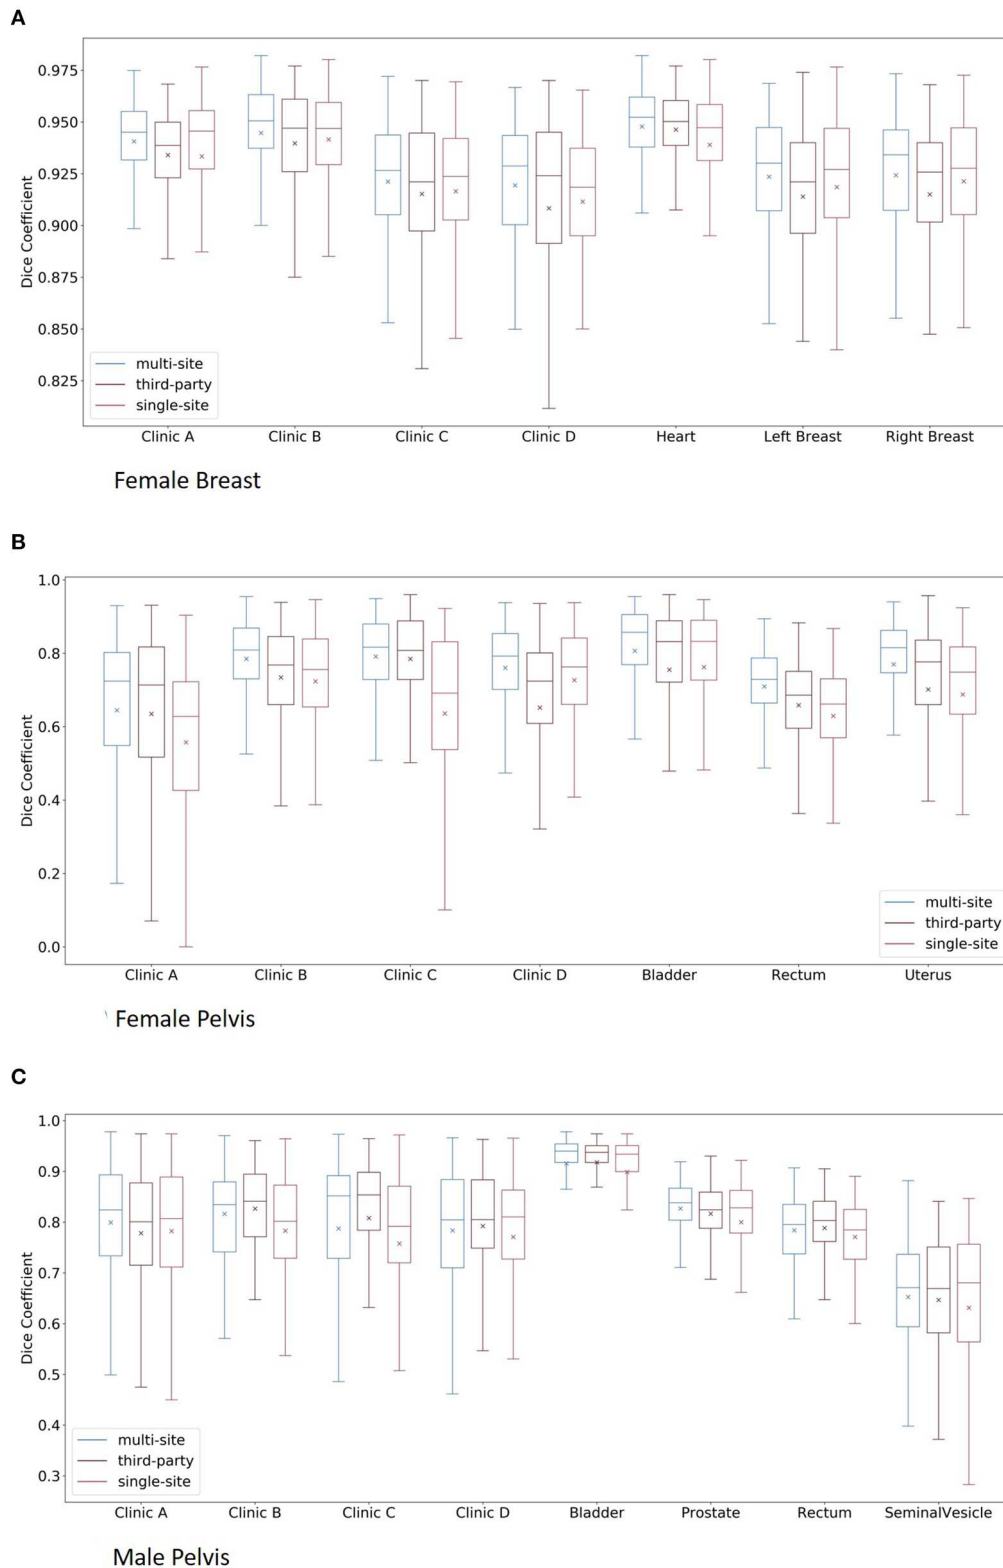 A
0.975
0.950
0.925
0.900
0.875
0.850
0.825
Dice Coefficient
multi-site
third-party
single-site
Clinic A Clinic B Clinic C Clinic D Heart Left Breast Right Breast
Female Breast
B
1.0
0.8
0.6
0.4
0.2
0.0
Dice Coefficient
multi-site
third-party
single-site
Clinic A Clinic B Clinic C Clinic D Bladder Rectum Uterus
Female Pelvis
C
1.0
0.9
0.8
0.7
0.6
0.5
0.4
0.3
Dice Coefficient
multi-site
third-party
single-site
Clinic A Clinic B Clinic C Clinic D Bladder Prostate Rectum SeminalVesicle
Male Pelvis